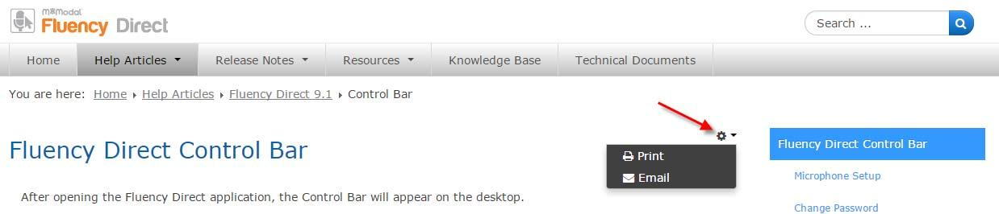 M*Modal
Fluency Direct
Search ...
Home Help Articles Release Notes Resources Knowledge Base Technical Documents
You are here: Home Help Articles Fluency Direct 9.1 Control Bar
Fluency Direct Control Bar
Print
Email
After opening the Fluency Direct application, the Control Bar will appear on the desktop.
Fluency Direct Control Bar
Microphone Setup
Change Password